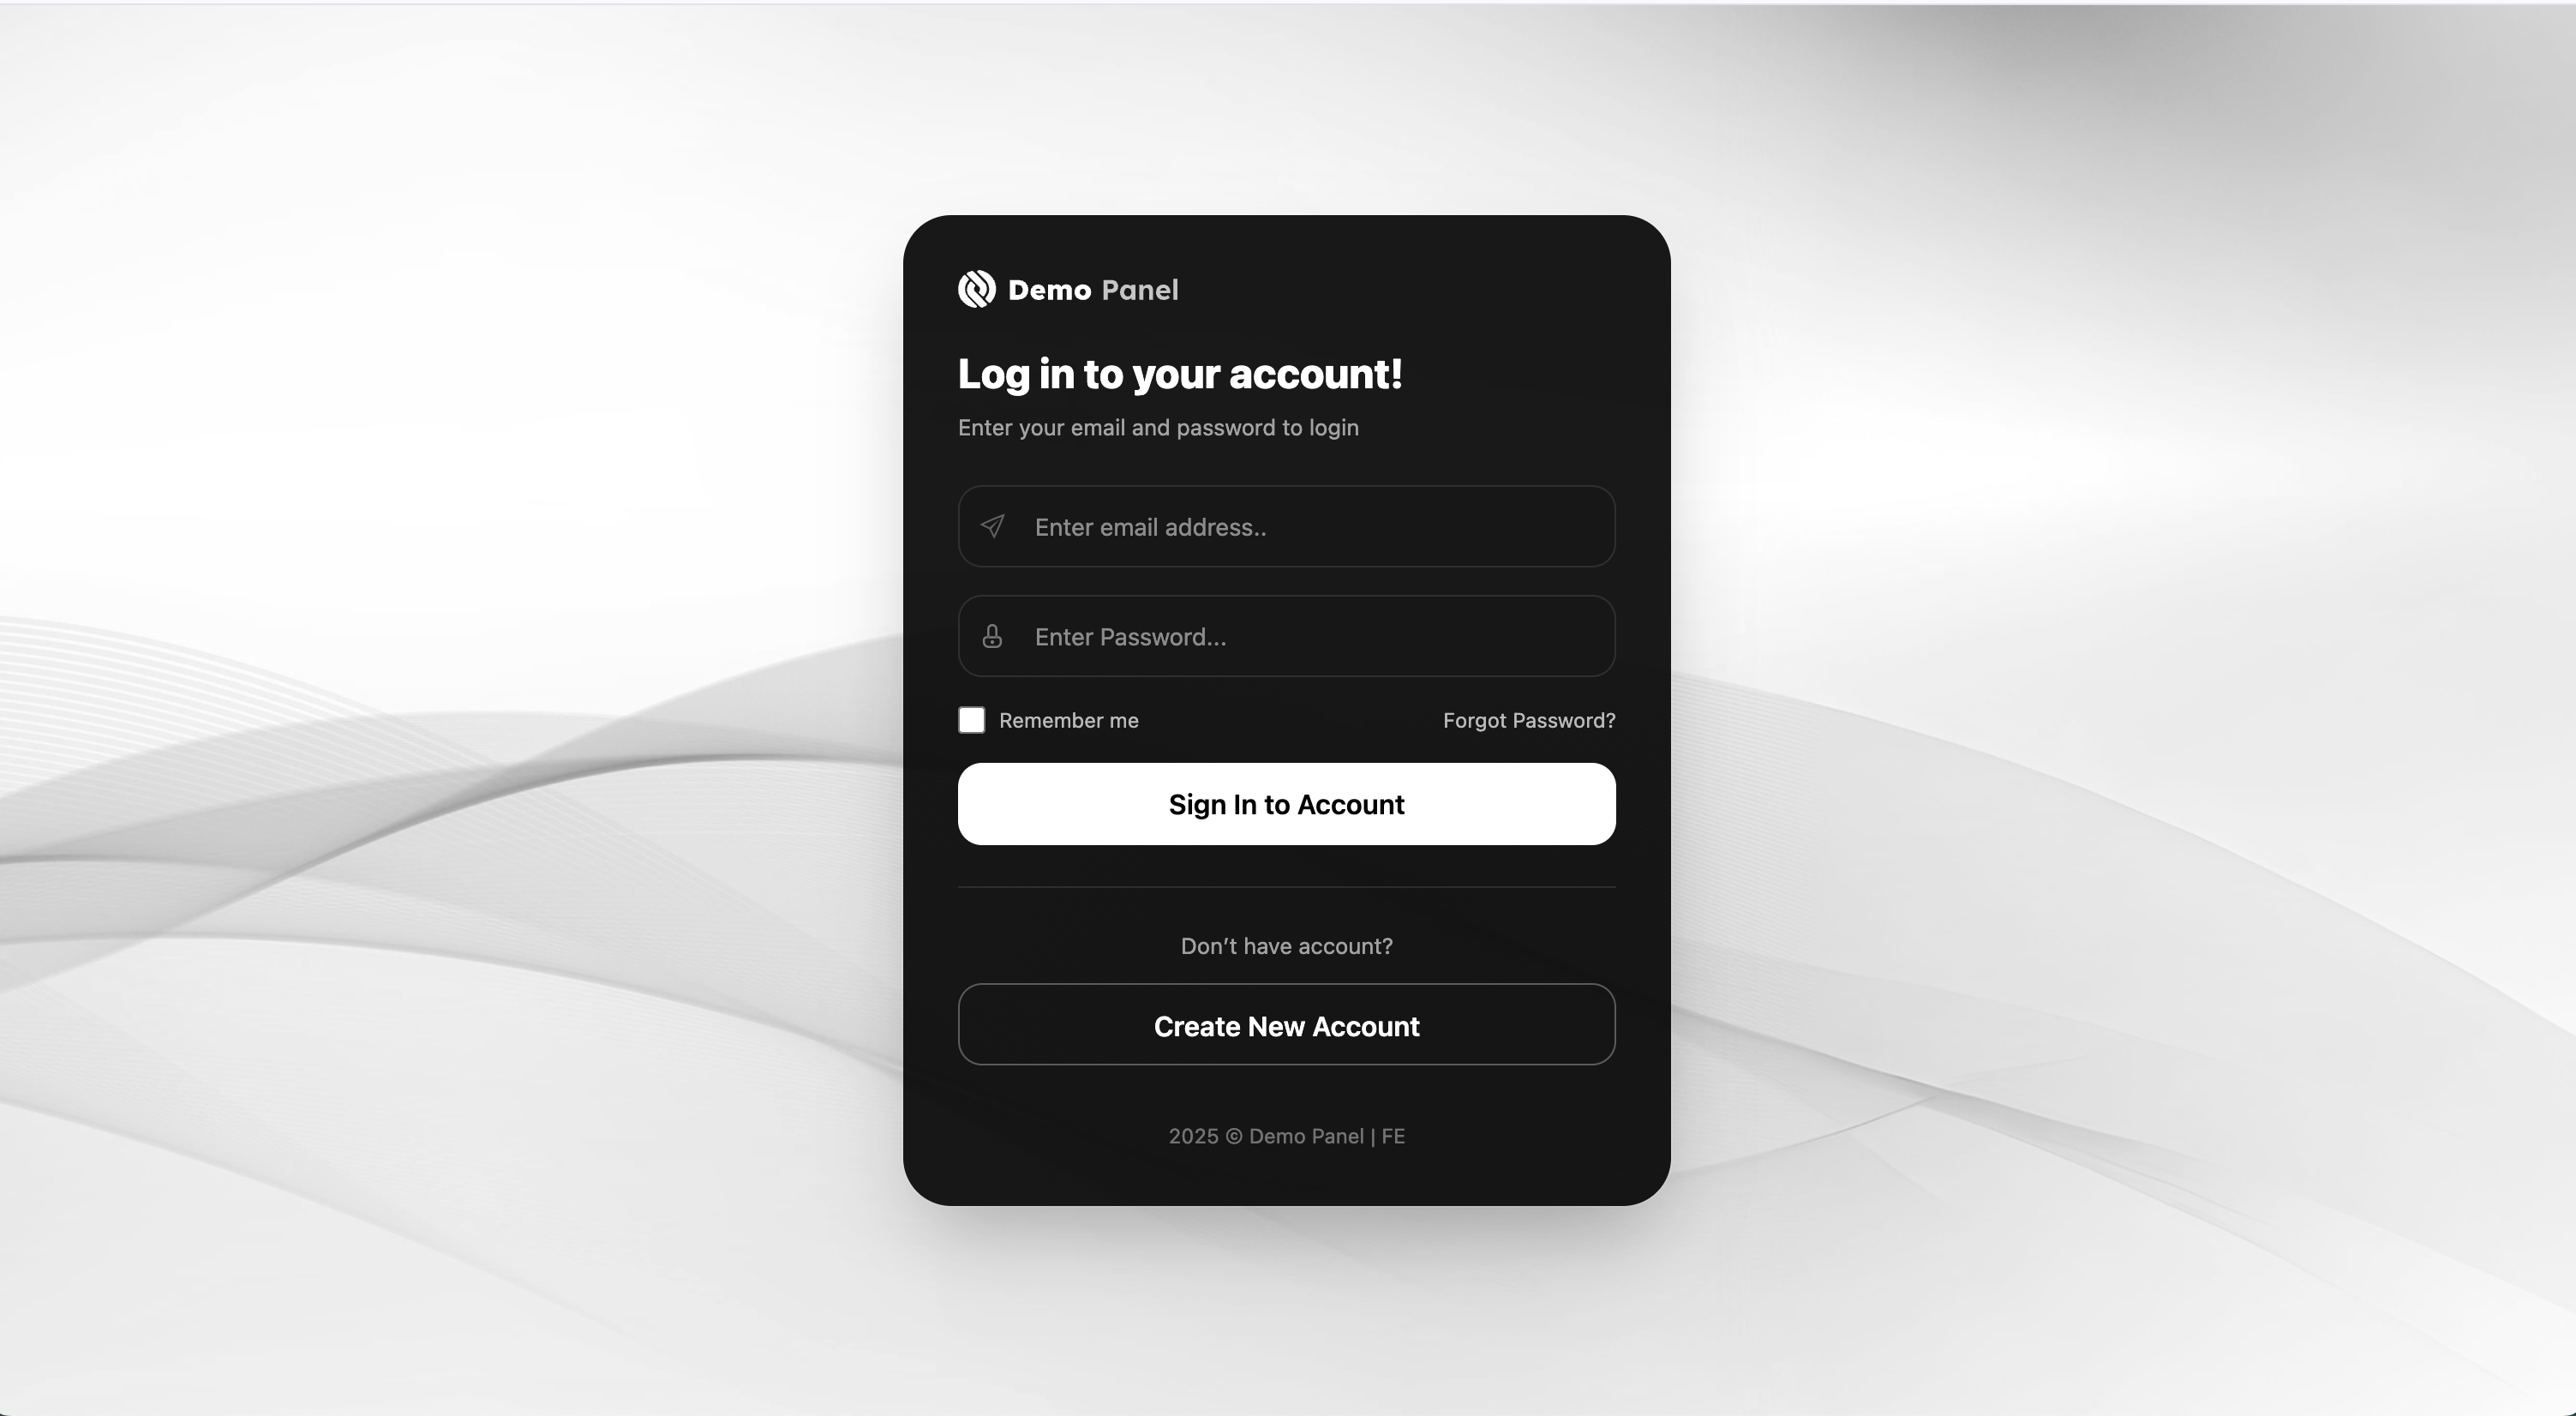 Demo Panel
Log in to your account!
Enter your email and password to login
Enter email address..
Enter Password...
Remember me
Forgot Password?
Sign In to Account
Don’t have account?
Create New Account
2025 © Demo Panel | FE